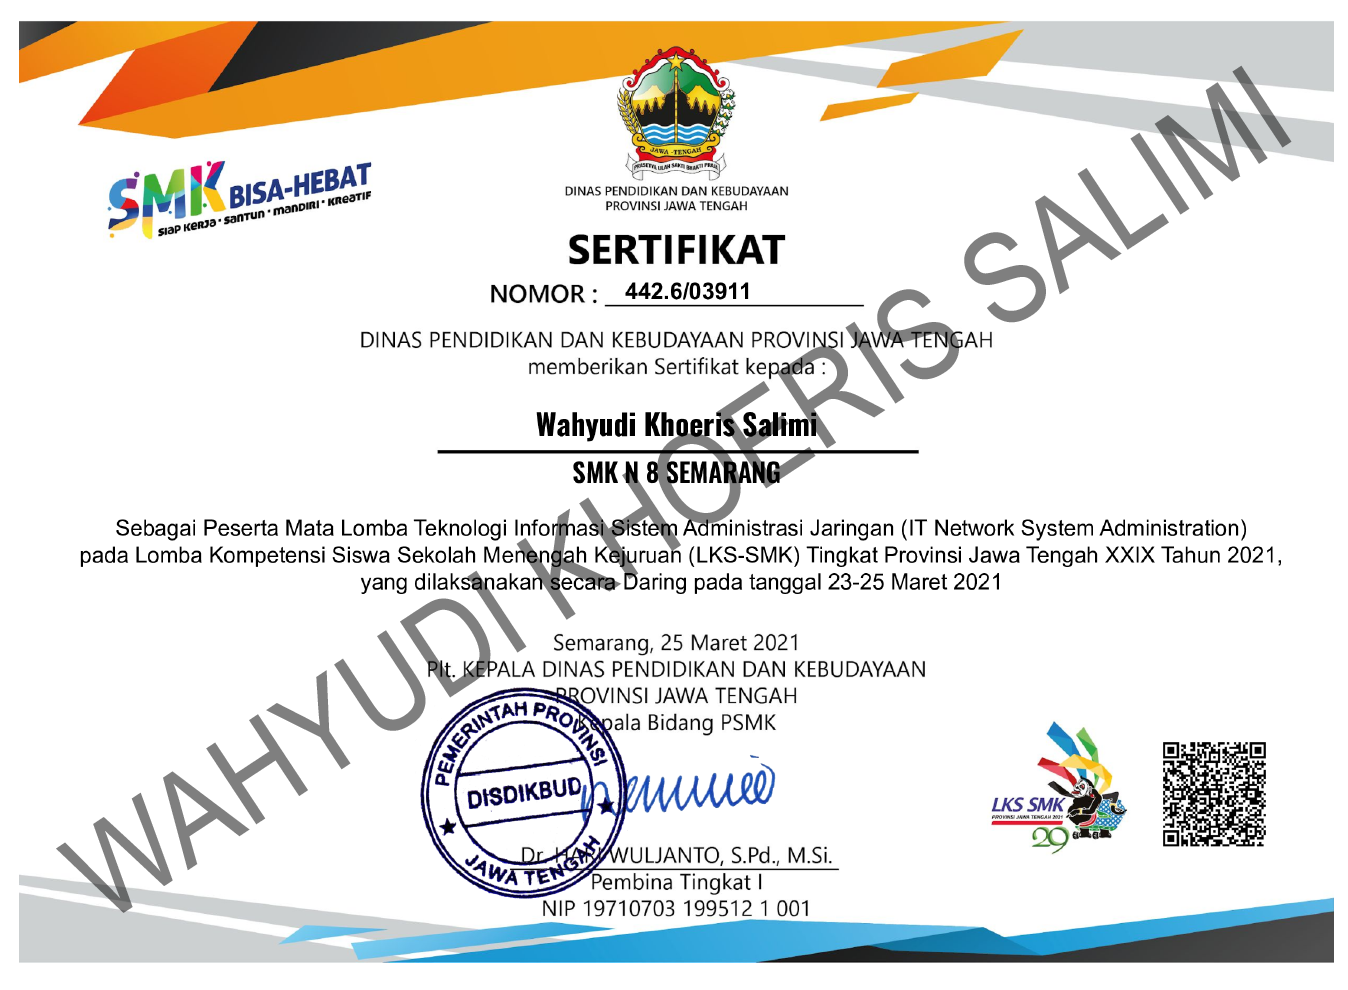 JAWA - TENGAH
PRASETYA ULAH SAKTI BHAKTI PRAJA
SMK BISA-HEBAT
SIAP KERJA • SANTUN • MANDIRI • KREATIF
DINAS PENDIDIKAN DAN KEBUDAYAAN
PROVINSI JAWA TENGAH
SERTIFIKAT
NOMOR : 442.6/03911
DINAS PENDIDIKAN DAN KEBUDAYAAN PROVINSI JAWA TENGAH
memberikan Sertifikat kepada :
Wahyudi Khoeris Salimi
SMK N 8 SEMARANG
Sebagai Peserta Mata Lomba Teknologi Informasi Sistem Administrasi Jaringan (IT Network System Administration)
pada Lomba Kompetensi Siswa Sekolah Menengah Kejuruan (LKS-SMK) Tingkat Provinsi Jawa Tengah XXIX Tahun 2021,
yang dilaksanakan secara Daring pada tanggal 23-25 Maret 2021
WAHYUDI KHOERIS SALIMI
Semarang, 25 Maret 2021
Plt. KEPALA DINAS PENDIDIKAN DAN KEBUDAYAAN
PROVINSI JAWA TENGAH
Kepala Bidang PSMK
PEMERINTAH PROVINSI
DISDIKBUD
JAWA TENGAH
Dr. HARI WULJANTO, S.Pd., M.Si.
Pembina Tingkat I
NIP 19710703 199512 1 001
LKS SMK
PROVINSI JAWA TENGAH 2021
29